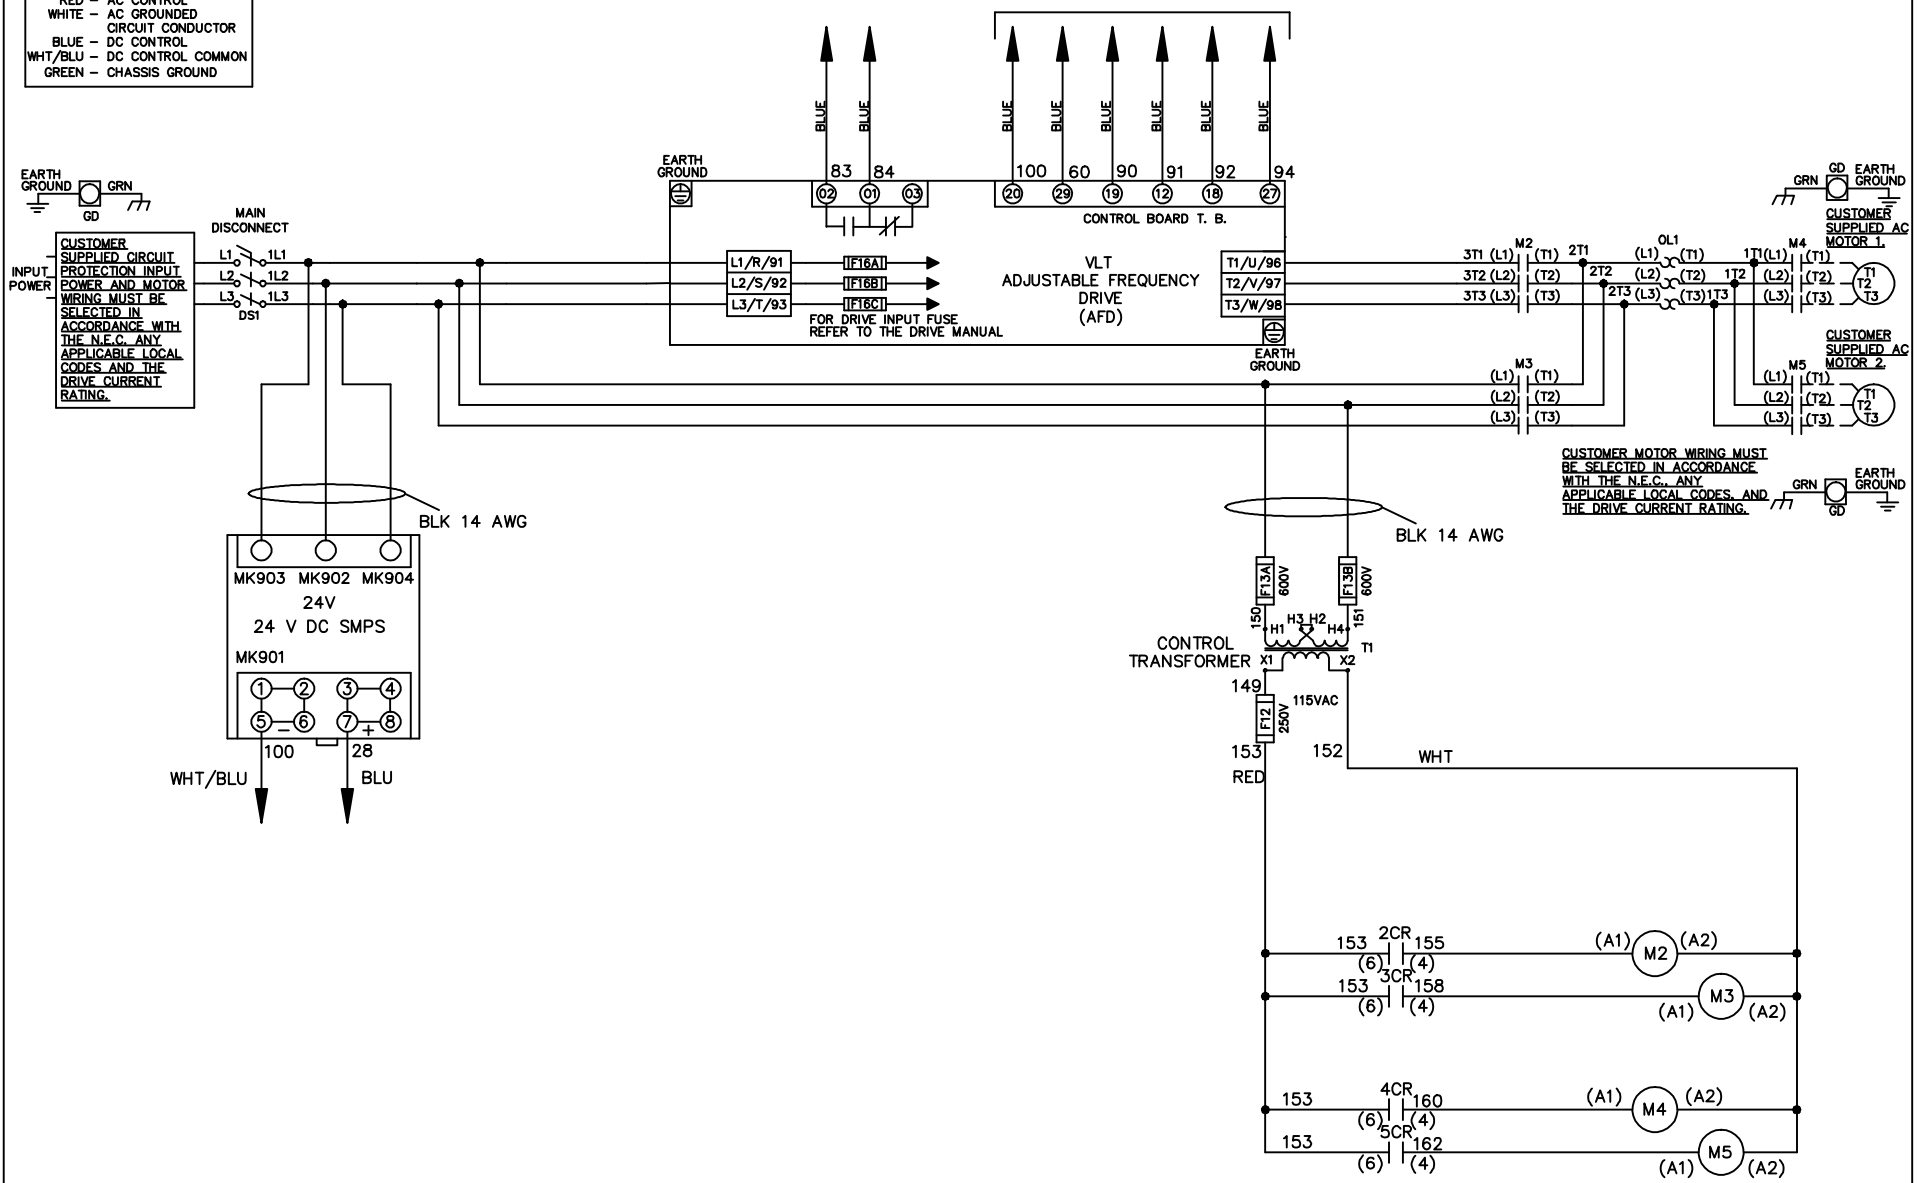 RED – AC CONTROL
WHITE – AC GROUNDED
CIRCUIT CONDUCTOR
BLUE – DC CONTROL
WHT/BLU – DC CONTROL COMMON
GREEN – CHASSIS GROUND
BLUE BLUE BLUE BLUE BLUE BLUE BLUE BLUE
EARTH
GROUND
GRN
GD
MAIN
DISCONNECT
L1 1L1
L2 1L2
L3 1L3
DS1
INPUT
POWER
CUSTOMER
SUPPLIED CIRCUIT
PROTECTION INPUT
POWER AND MOTOR
WIRING MUST BE
SELECTED IN
ACCORDANCE WITH
THE N.E.C. ANY
APPLICABLE LOCAL
CODES AND THE
DRIVE CURRENT
RATING.
EARTH
GROUND
83 84
02 01 03
100 60 90 91 92 94
20 29 19 12 18 27
CONTROL BOARD T. B.
L1/R/91 F16A
L2/S/92 F16B
L3/T/93 F16C
FOR DRIVE INPUT FUSE
REFER TO THE DRIVE MANUAL
VLT
ADJUSTABLE FREQUENCY
DRIVE
(AFD)
T1/U/96
T2/V/97
T3/W/98
EARTH
GROUND
M2
3T1 (L1) (T1) 2T1
3T2 (L2) (T2) 2T2
3T3 (L3) (T3) 2T3
OL1
(L1) (T1) 1T1
(L2) (T2) 1T2
(L3) (T3) 1T3
M4
(L1) (T1)
(L2) (T2)
(L3) (T3)
T1
T2
T3
GRN
GD
EARTH
GROUND
CUSTOMER
SUPPLIED AC
MOTOR 1.
M3
(L1) (T1)
(L2) (T2)
(L3) (T3)
CUSTOMER
SUPPLIED AC
MOTOR 2.
M5
(L1) (T1)
(L2) (T2)
(L3) (T3)
T1
T2
T3
CUSTOMER MOTOR WIRING MUST
BE SELECTED IN ACCORDANCE
WITH THE N.E.C., ANY
APPLICABLE LOCAL CODES, AND
THE DRIVE CURRENT RATING.
GRN
GD
EARTH
GROUND
BLK 14 AWG
MK903 MK902 MK904
24V
24 V DC SMPS
MK901
1 2 3 4
5 6 7 8
– +
100 28
WHT/BLU BLU
BLK 14 AWG
F13A 600V
F13B 600V
150 151
H1 H3 H2 H4
T1
CONTROL
TRANSFORMER
X1 X2
149
115VAC
F12 250V
153 152
RED
WHT
2CR
153 155
(6) (4)
(A1) M2 (A2)
3CR
153 158
(6) (4)
(A1) M3 (A2)
4CR
153 160
(6) (4)
(A1) M4 (A2)
5CR
153 162
(6) (4)
(A1) M5 (A2)